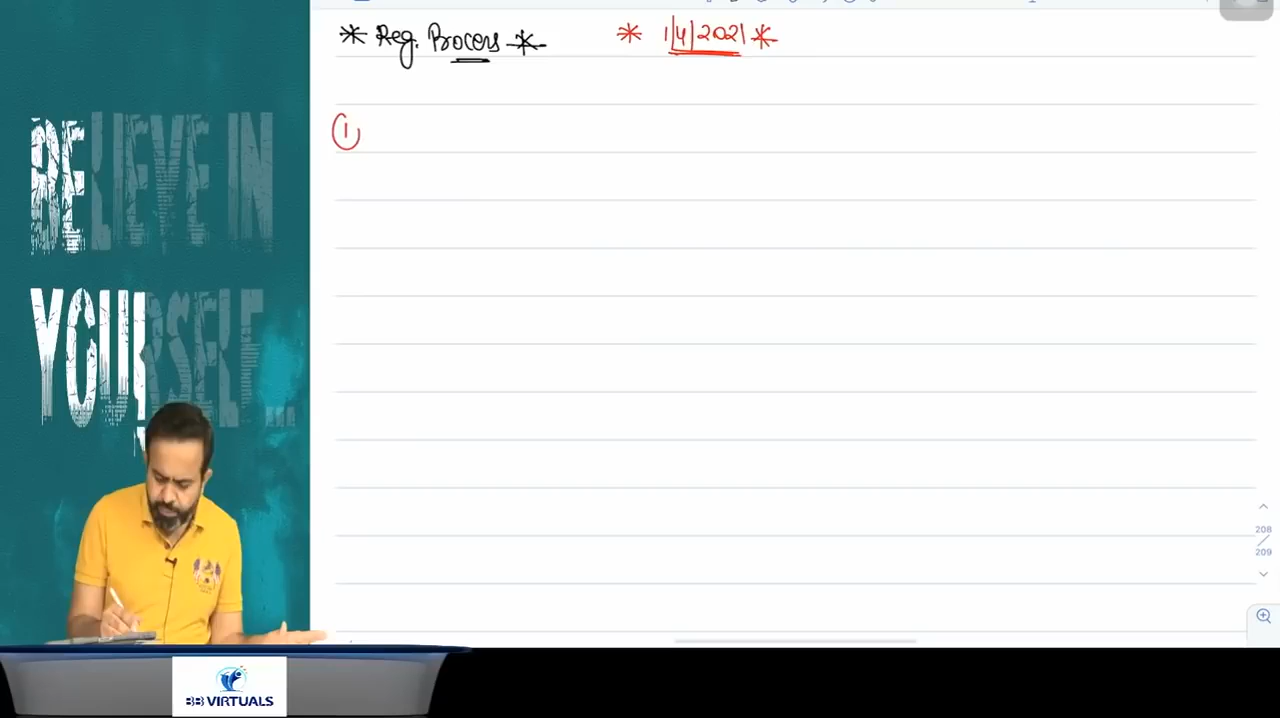 * Reg. Process *
* 1/4/2021 *
1
BELIEVE IN
YOURSELF...
208
/
209
BB VIRTUALS